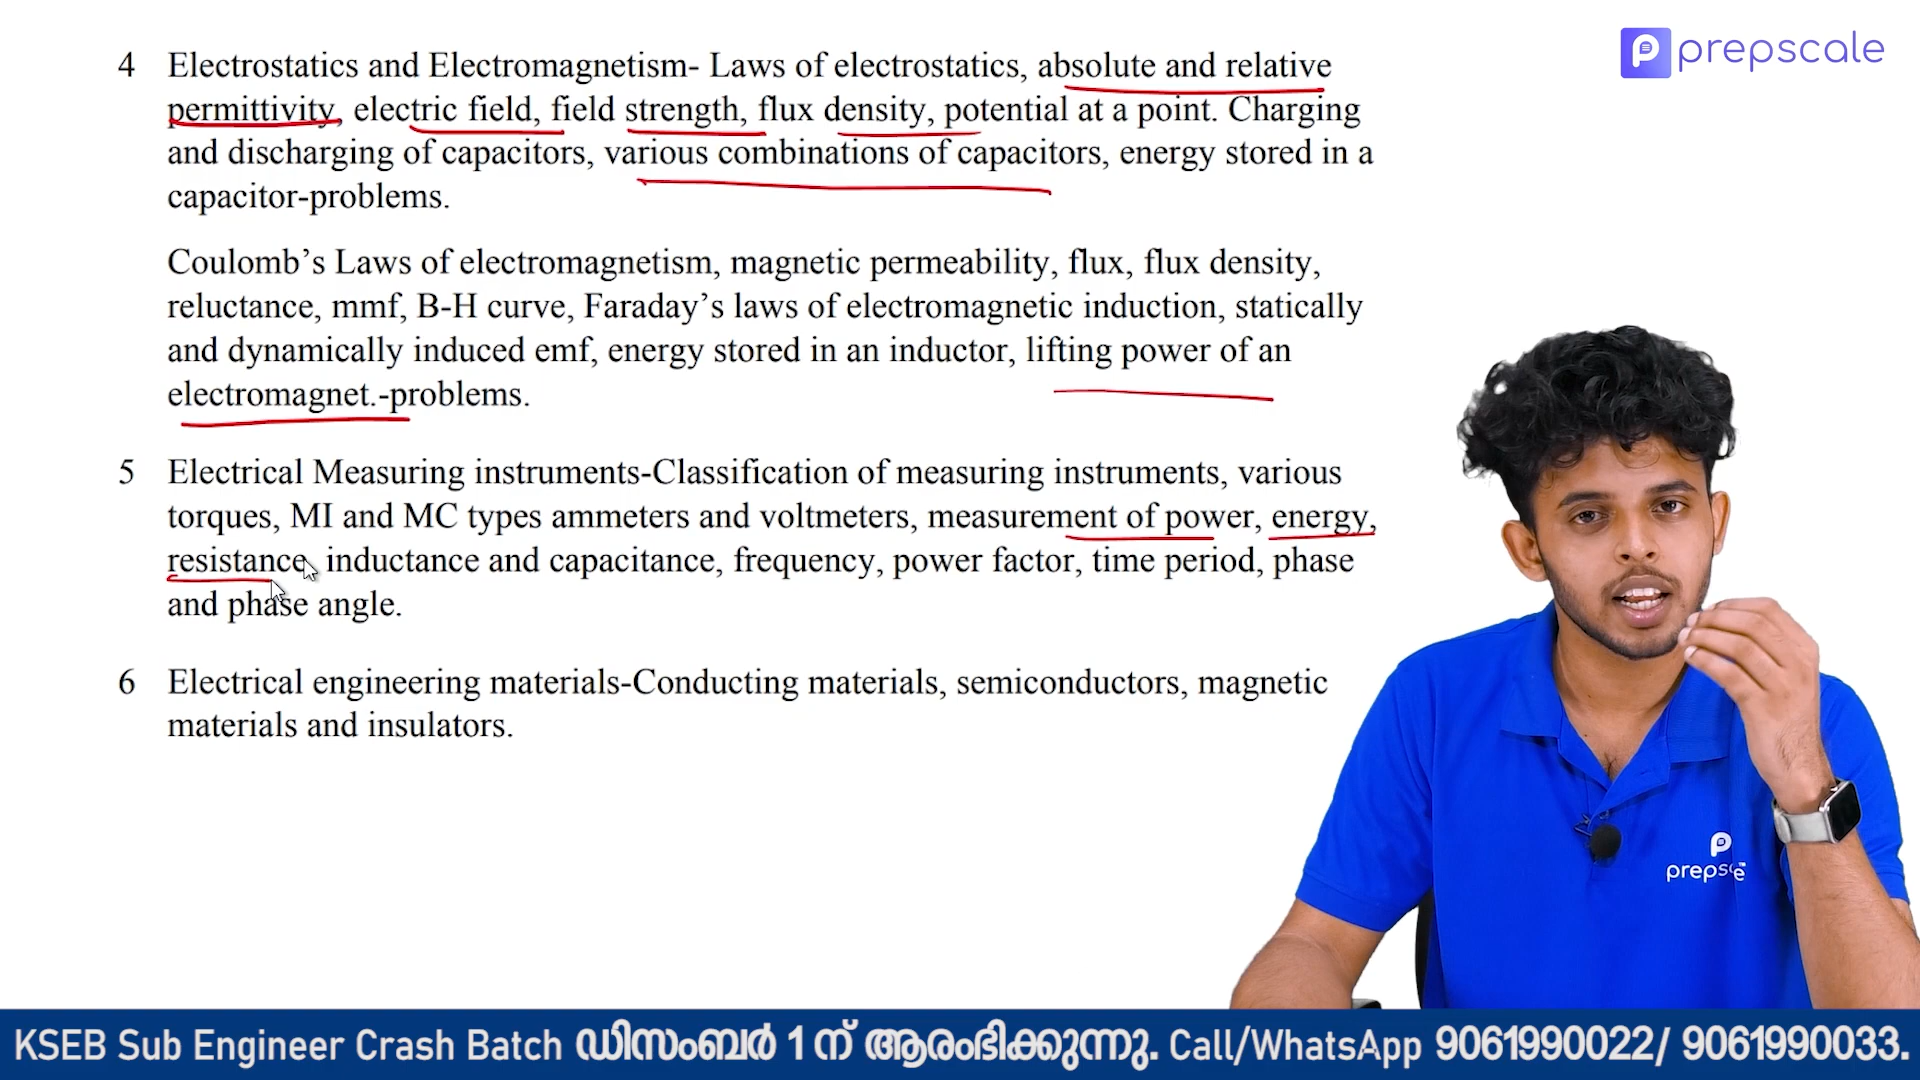 prepscale
4 Electrostatics and Electromagnetism- Laws of electrostatics, absolute and relative
permittivity, electric field, field strength, flux density, potential at a point. Charging
and discharging of capacitors, various combinations of capacitors, energy stored in a
capacitor-problems.
Coulomb’s Laws of electromagnetism, magnetic permeability, flux, flux density,
reluctance, mmf, B-H curve, Faraday’s laws of electromagnetic induction, statically
and dynamically induced emf, energy stored in an inductor, lifting power of an
electromagnet.-problems.
5 Electrical Measuring instruments-Classification of measuring instruments, various
torques, MI and MC types ammeters and voltmeters, measurement of power, energy,
resistance, inductance and capacitance, frequency, power factor, time period, phase
and phase angle.
6 Electrical engineering materials-Conducting materials, semiconductors, magnetic
materials and insulators.
KSEB Sub Engineer Crash Batch ഡിസംബർ 1 ന് ആരംഭിക്കുന്നു. Call/WhatsApp 9061990022/ 9061990033.